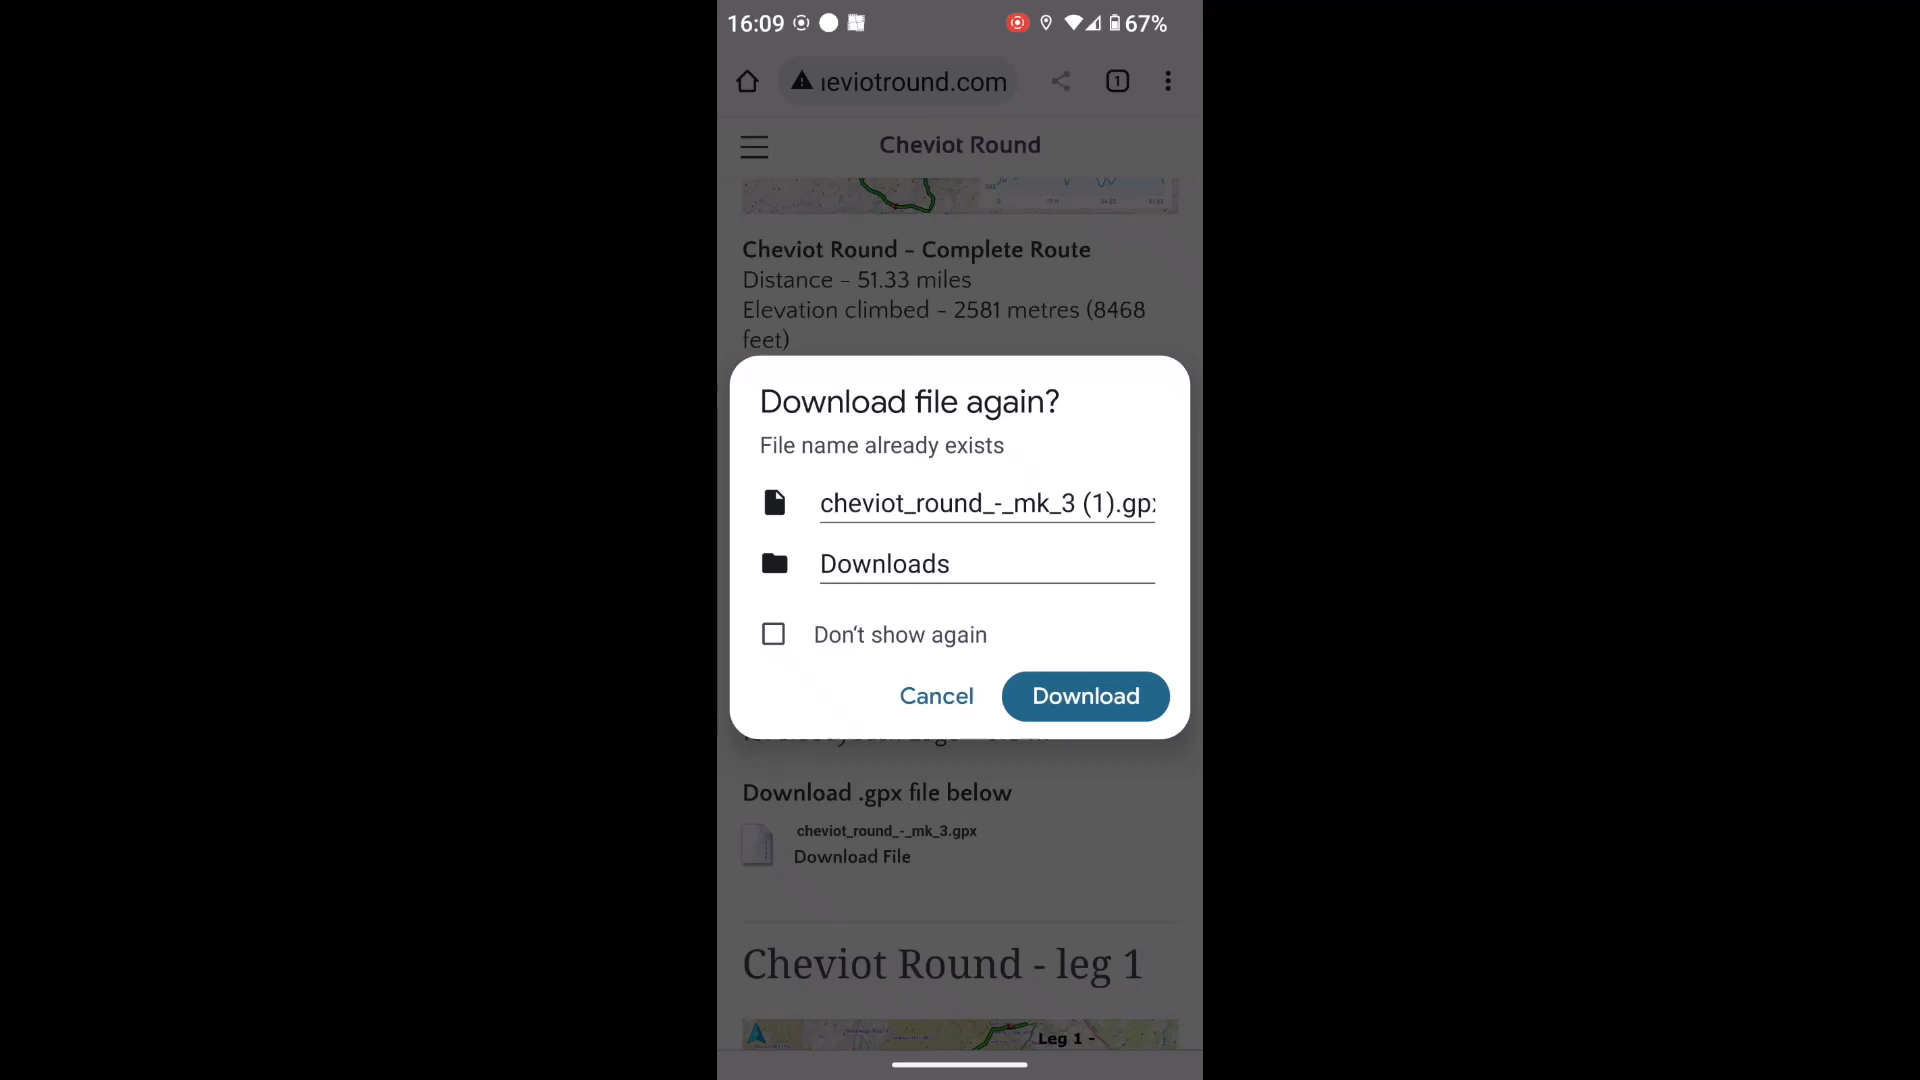 16:09
67%
ıeviotround.com
1
Cheviot Round
Cheviot Round - Complete Route
Distance - 51.33 miles
Elevation climbed - 2581 metres (8468
feet)
Download file again?
File name already exists
cheviot_round_-_mk_3 (1).gpx
Downloads
Don't show again
Cancel
Download
Download .gpx file below
cheviot_round_-_mk_3.gpx
Download File
Cheviot Round - leg 1
Leg 1 -